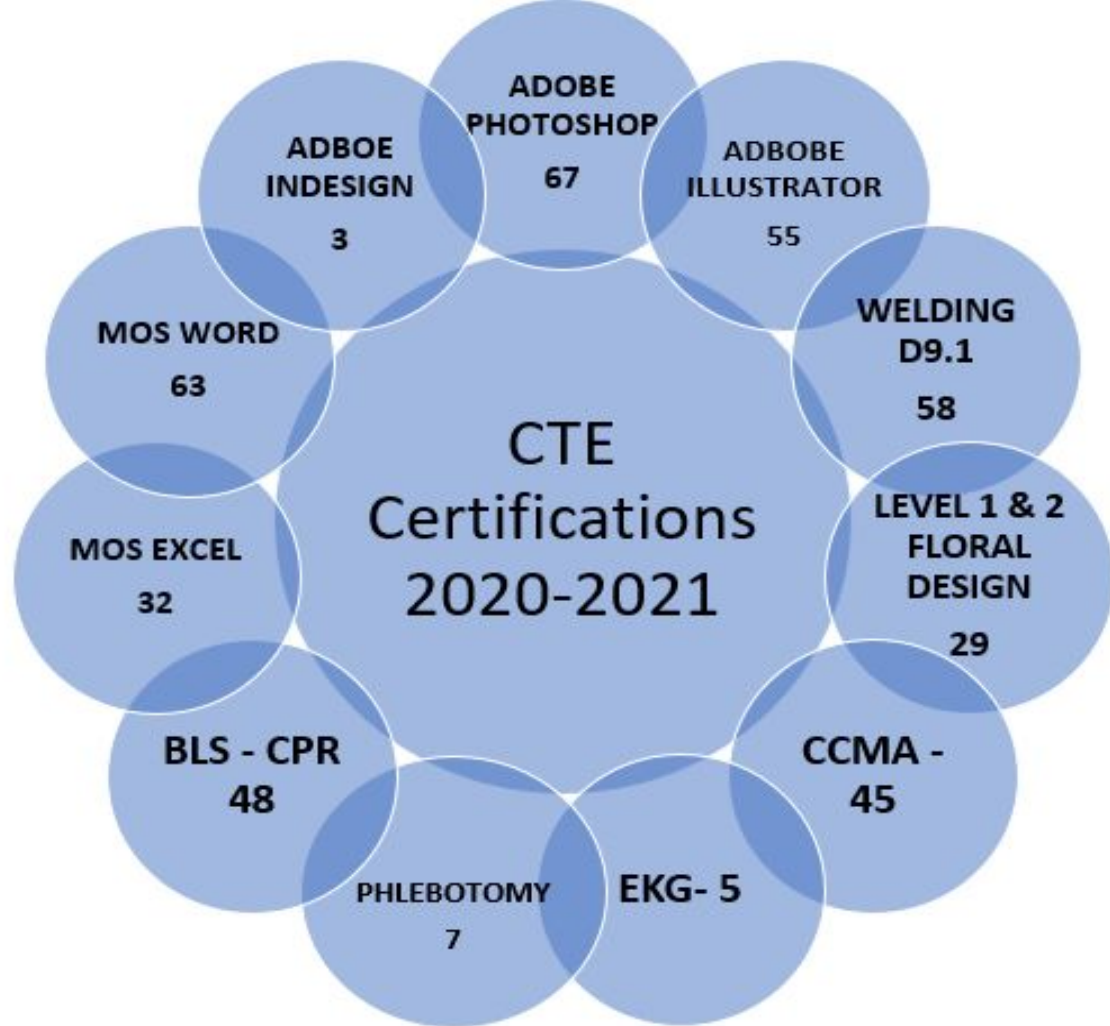 ADOBE
PHOTOSHOP
67
ADBOBE
ILLUSTRATOR
55
WELDING
D9.1
58
LEVEL 1 & 2
FLORAL
DESIGN
29
CCMA -
45
EKG- 5
PHLEBOTOMY
7
BLS - CPR
48
MOS EXCEL
32
MOS WORD
63
ADBOE
INDESIGN
3
CTE
Certifications
2020-2021